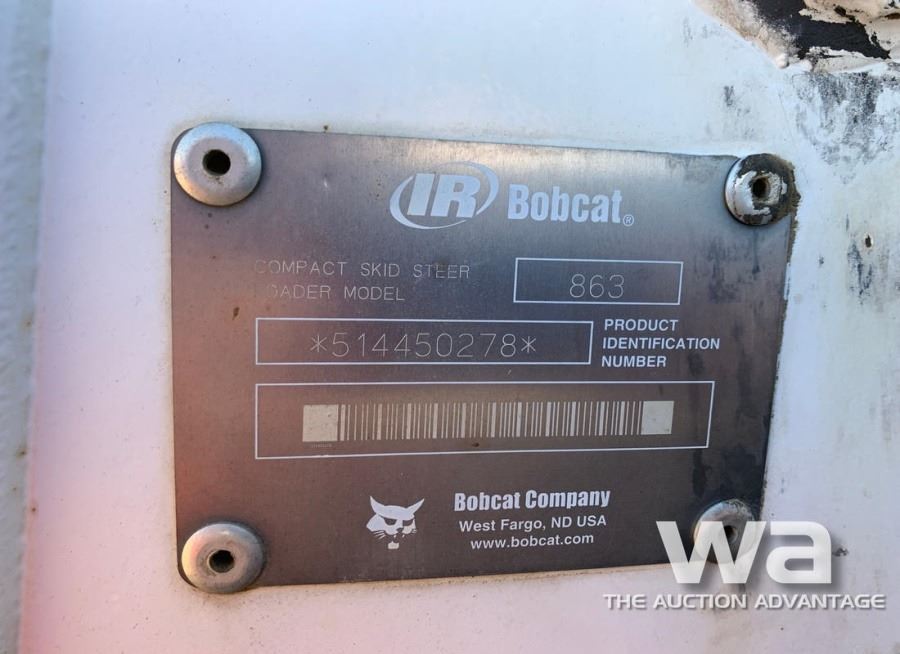 IR Bobcat®
COMPACT SKID STEER
LOADER MODEL
863
*514450278*
PRODUCT
IDENTIFICATION
NUMBER
Bobcat Company
West Fargo, ND USA
www.bobcat.com
wa
THE AUCTION ADVANTAGE